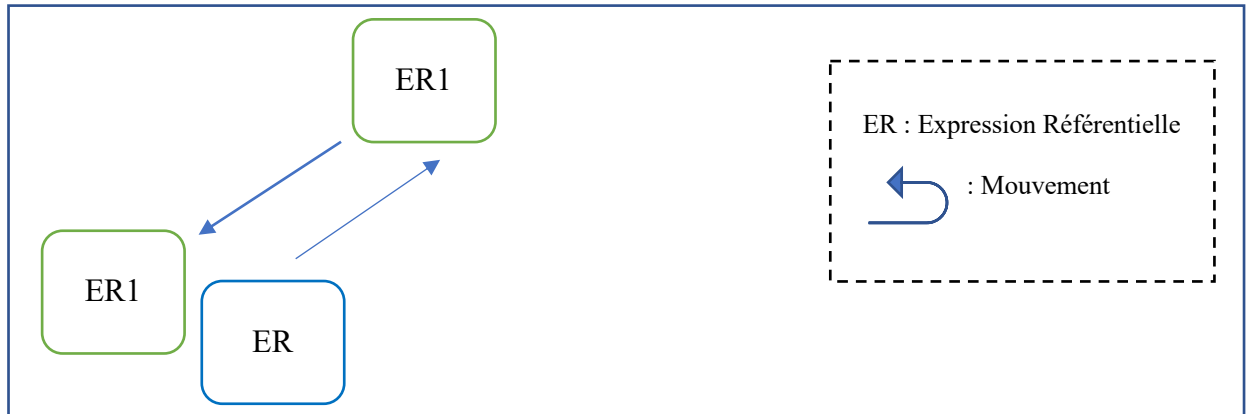 ER1
ER : Expression Référentielle
: Mouvement
ER1
ER